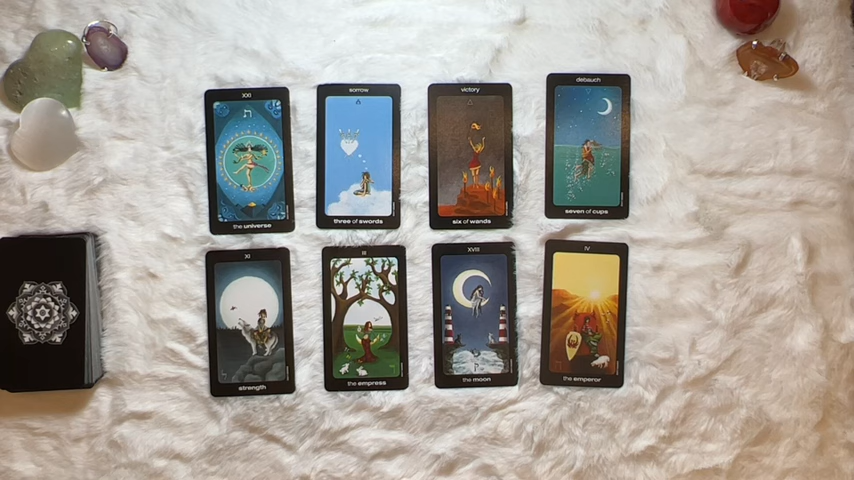 XXI
the universe
sorrow
three of swords
victory
six of wands
debauch
seven of cups
XI
strength
III
the empress
XVIII
the moon
IV
the emperor